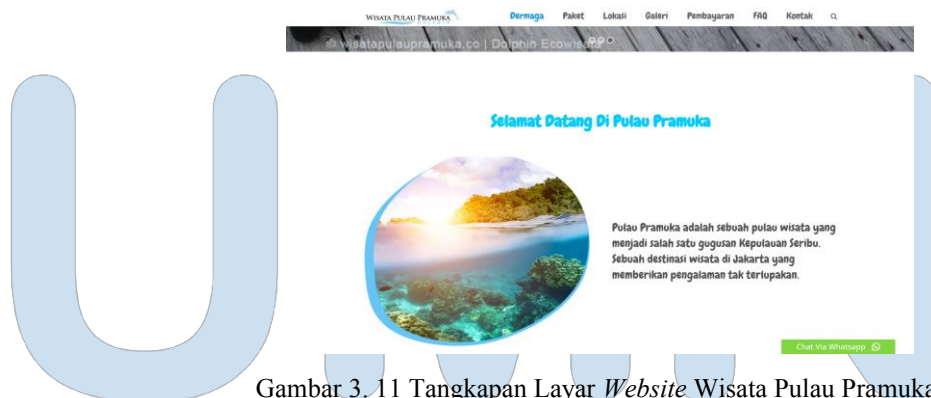 WISATA PULAU PRAMUKA
Dermaga Paket Lokasi Galeri Pembayaran FAQ Kontak
© wisatapulaupramuka.co | Dolphin Ecowisata
Selamat Datang Di Pulau Pramuka
Pulau Pramuka adalah sebuah pulau wisata yang
menjadi salah satu gugusan Kepulauan Seribu.
Sebuah destinasi wisata di Jakarta yang
memberikan pengalaman tak terlupakan.
Chat Via Whatsapp
Gambar 3. 11 Tangkapan Layar Website Wisata Pulau Pramuka